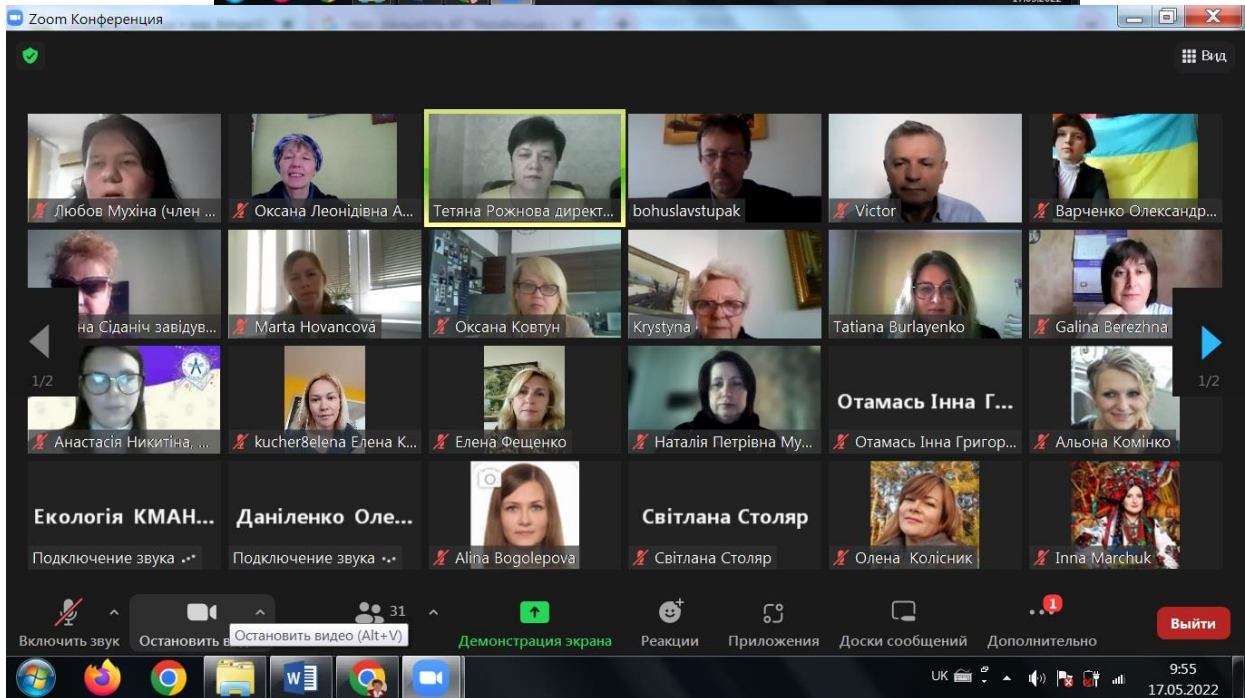 17.05.2022
Zoom Конференция
Вид
Любов Мухіна (член ...
Оксана Леонідівна А...
Тетяна Рожнова дирек...
bohuslavstupak
Victor
Варченко Олександр...
на Сіданіч завідув...
Marta Hovancová
Оксана Ковтун
Krystyna
Tatiana Burlayenko
Galina Berezhna
1/2
1/2
Анастасія Никитіна, ...
kucher8elena Елена К...
Елена Фещенко
Наталія Петрівна Му...
Отамась Інна Г...
Отамась Інна Григор...
Альона Комінко
Екологія КМАН...
Подключение звука
Даніленко Оле...
Подключение звука
Alina Bogolepova
Світлана Столяр
Світлана Столяр
Олена Колісник
Inna Marchuk
31
1
Включить звук
Остановить в
Остановить видео (Alt+V)
Демонстрация экрана
Реакции
Приложения
Доски сообщений
Дополнительно
Выйти
W
UK
9:55
17.05.2022